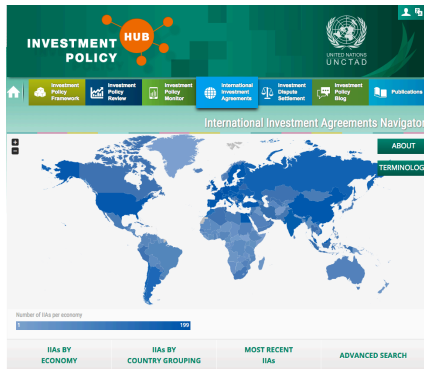 INVESTMENT
HUB
POLICY
UNITED NATIONS
UNCTAD
Investment
Policy
Framework
Investment
Policy
Review
Investment
Policy
Monitor
International
Investment
Agreements
Investment
Dispute
Settlement
Investment
Policy
Blog
Publications
International Investment Agreements Navigator
ABOUT
TERMINOLOG
+
-
Number of IIAs per economy
1 199
IIAs BY
ECONOMY
IIAs BY
COUNTRY GROUPING
MOST RECENT
IIAs
ADVANCED SEARCH